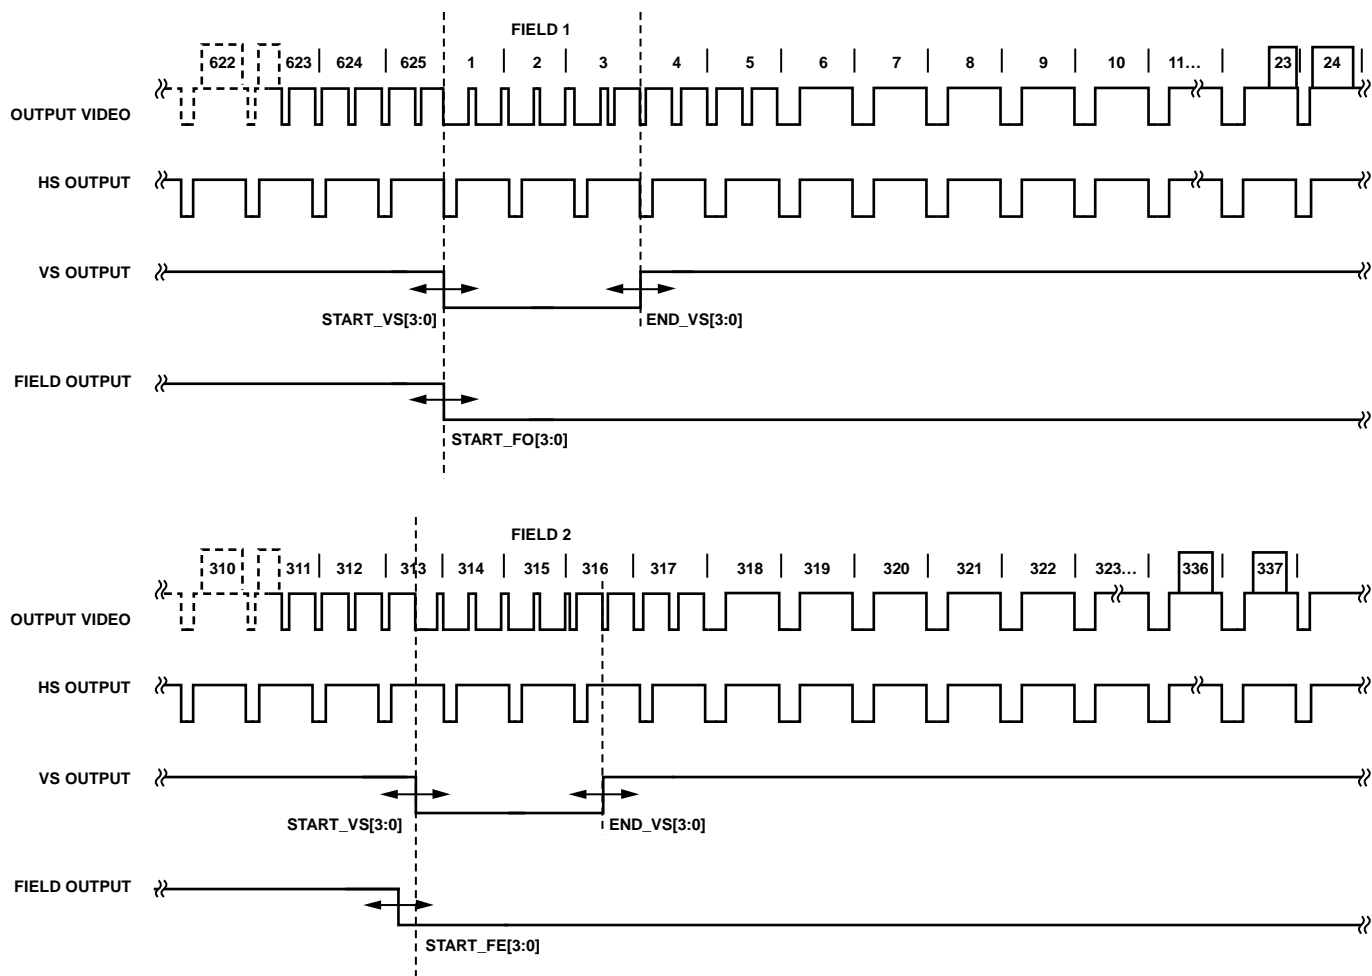 FIELD 1
622 623 624 625 1 2 3 4 5 6 7 8 9 10 11... 23 24
OUTPUT VIDEO
HS OUTPUT
VS OUTPUT
START_VS[3:0] END_VS[3:0]
FIELD OUTPUT
START_FO[3:0]
FIELD 2
310 311 312 313 314 315 316 317 318 319 320 321 322 323... 336 337
OUTPUT VIDEO
HS OUTPUT
VS OUTPUT
START_VS[3:0] END_VS[3:0]
FIELD OUTPUT
START_FE[3:0]